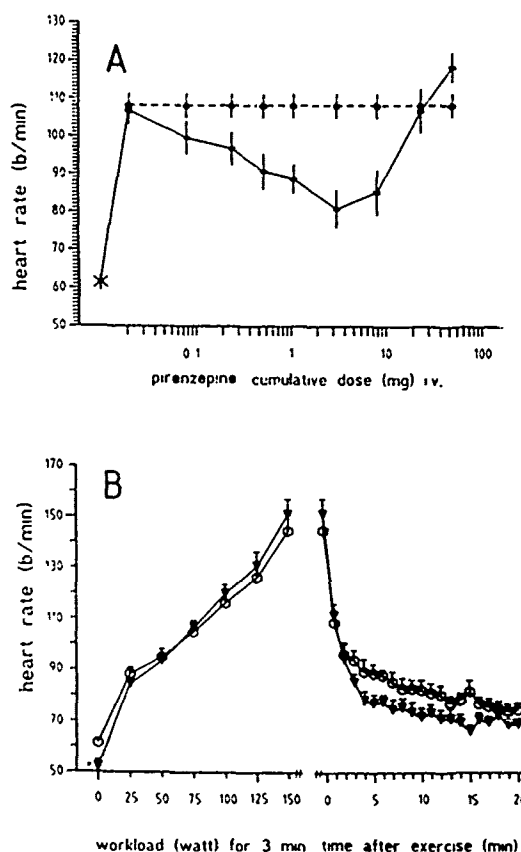 A
heart rate (b/min)
130
120
110
100
90
80
70
60
50
0.1 1 10 100
pirenzepine cumulative dose (mg) i.v.
B
heart rate (b/min)
170
150
130
110
90
70
50
0 25 50 75 100 125 150 0 5 10 15 20
workload (watt) for 3 min time after exercise (min)